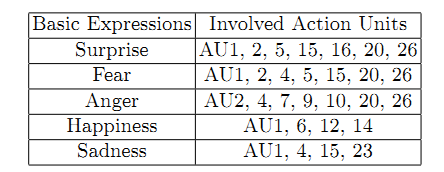 Basic Expressions Involved Action Units
Surprise AU1, 2, 5, 15, 16, 20, 26
Fear AU1, 2, 4, 5, 15, 20, 26
Anger AU2, 4, 7, 9, 10, 20, 26
Happiness AU1, 6, 12, 14
Sadness AU1, 4, 15, 23